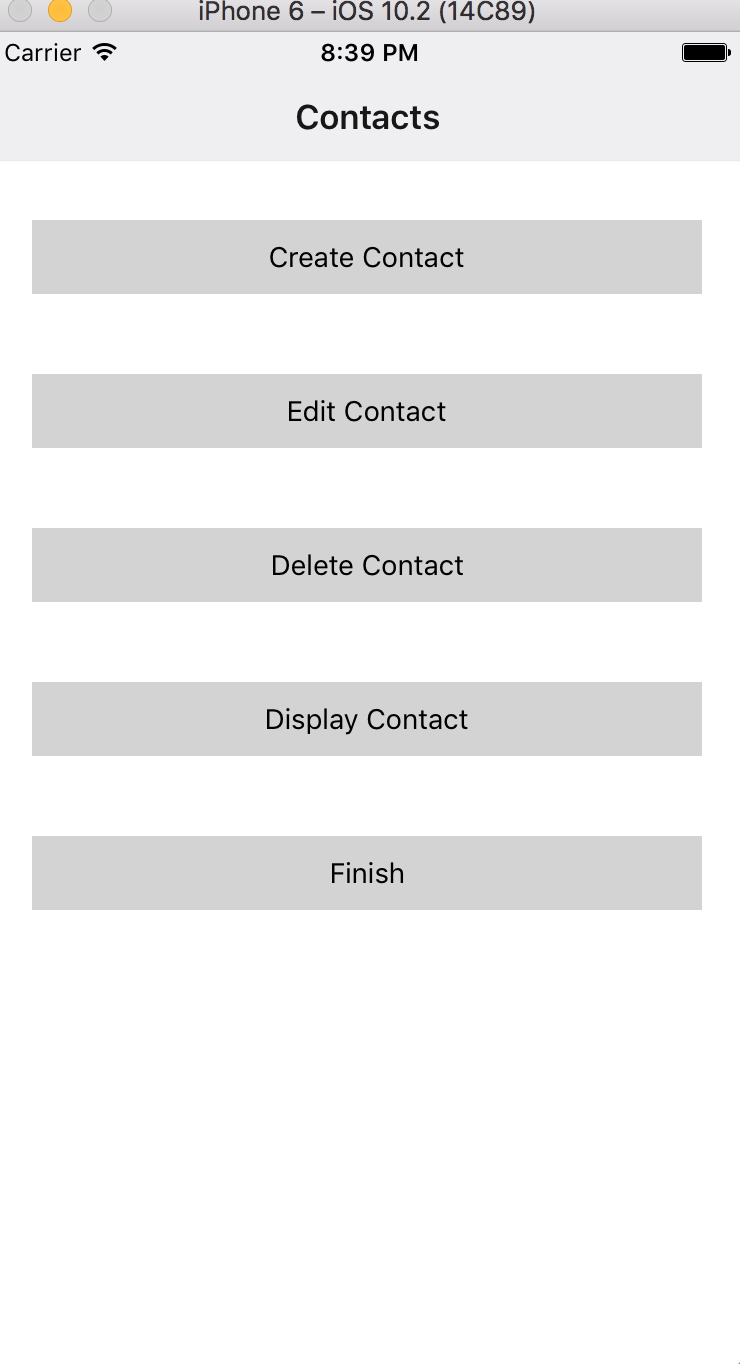 iPhone 6 – iOS 10.2 (14C89)
Carrier 8:39 PM
Contacts
Create Contact
Edit Contact
Delete Contact
Display Contact
Finish